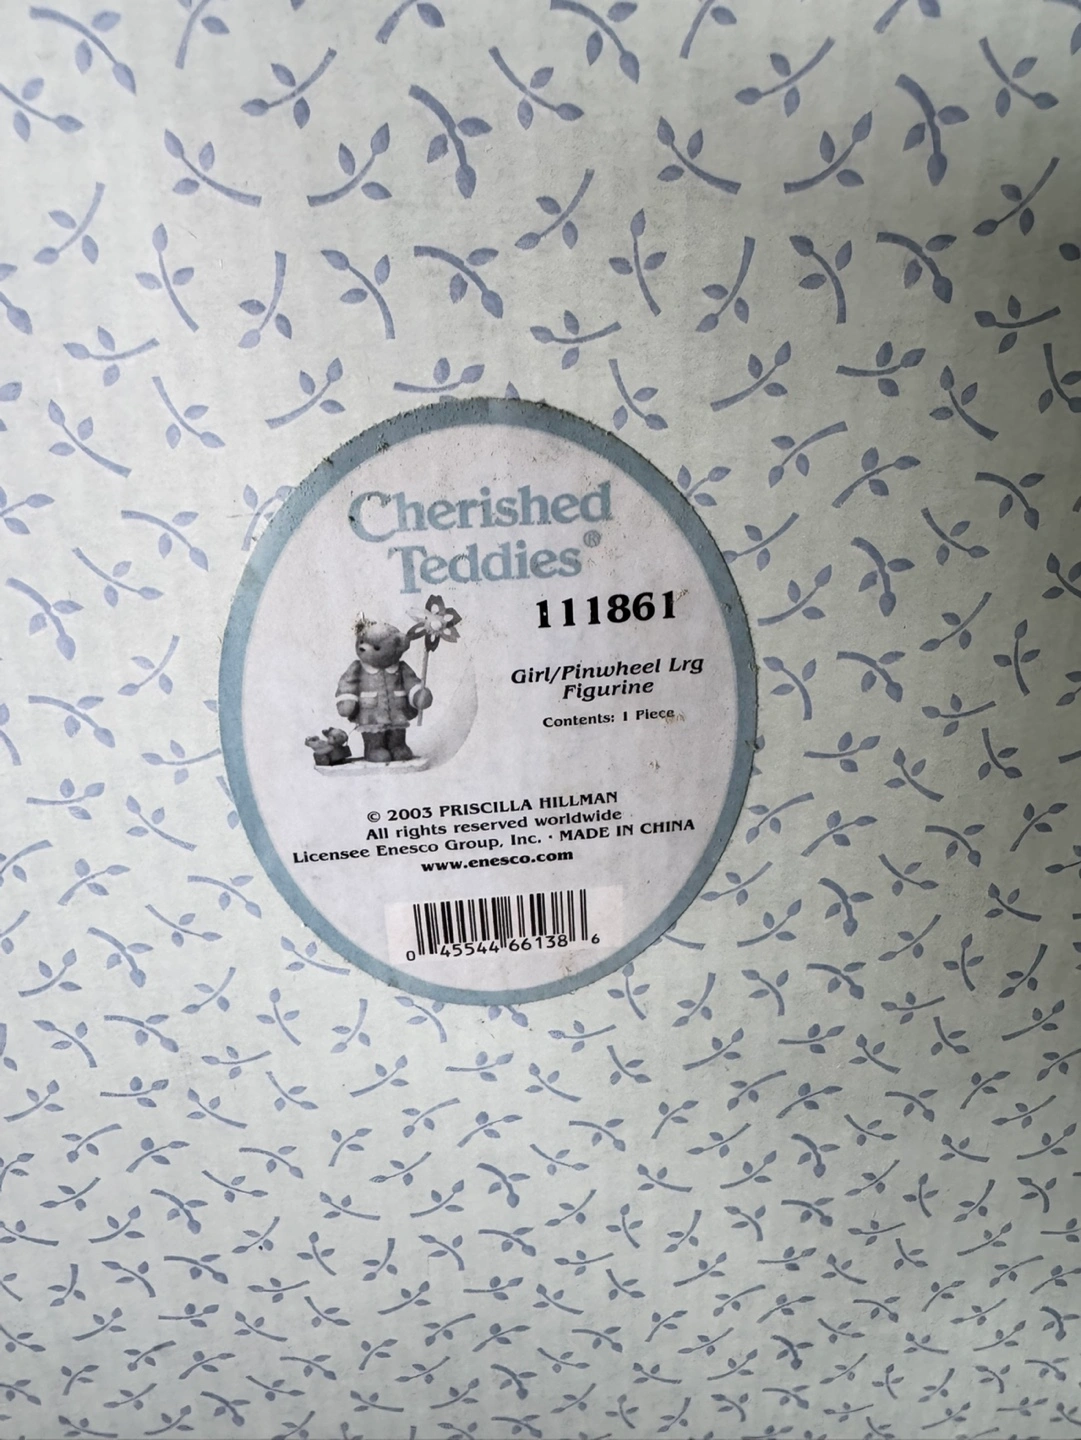 Cherished
Teddies®
111861
Girl/Pinwheel Lrg
Figurine
Contents: 1 Piece
© 2003 PRISCILLA HILLMAN
All rights reserved worldwide
Licensee Enesco Group, Inc. · MADE IN CHINA
www.enesco.com
0 45544 66138 6